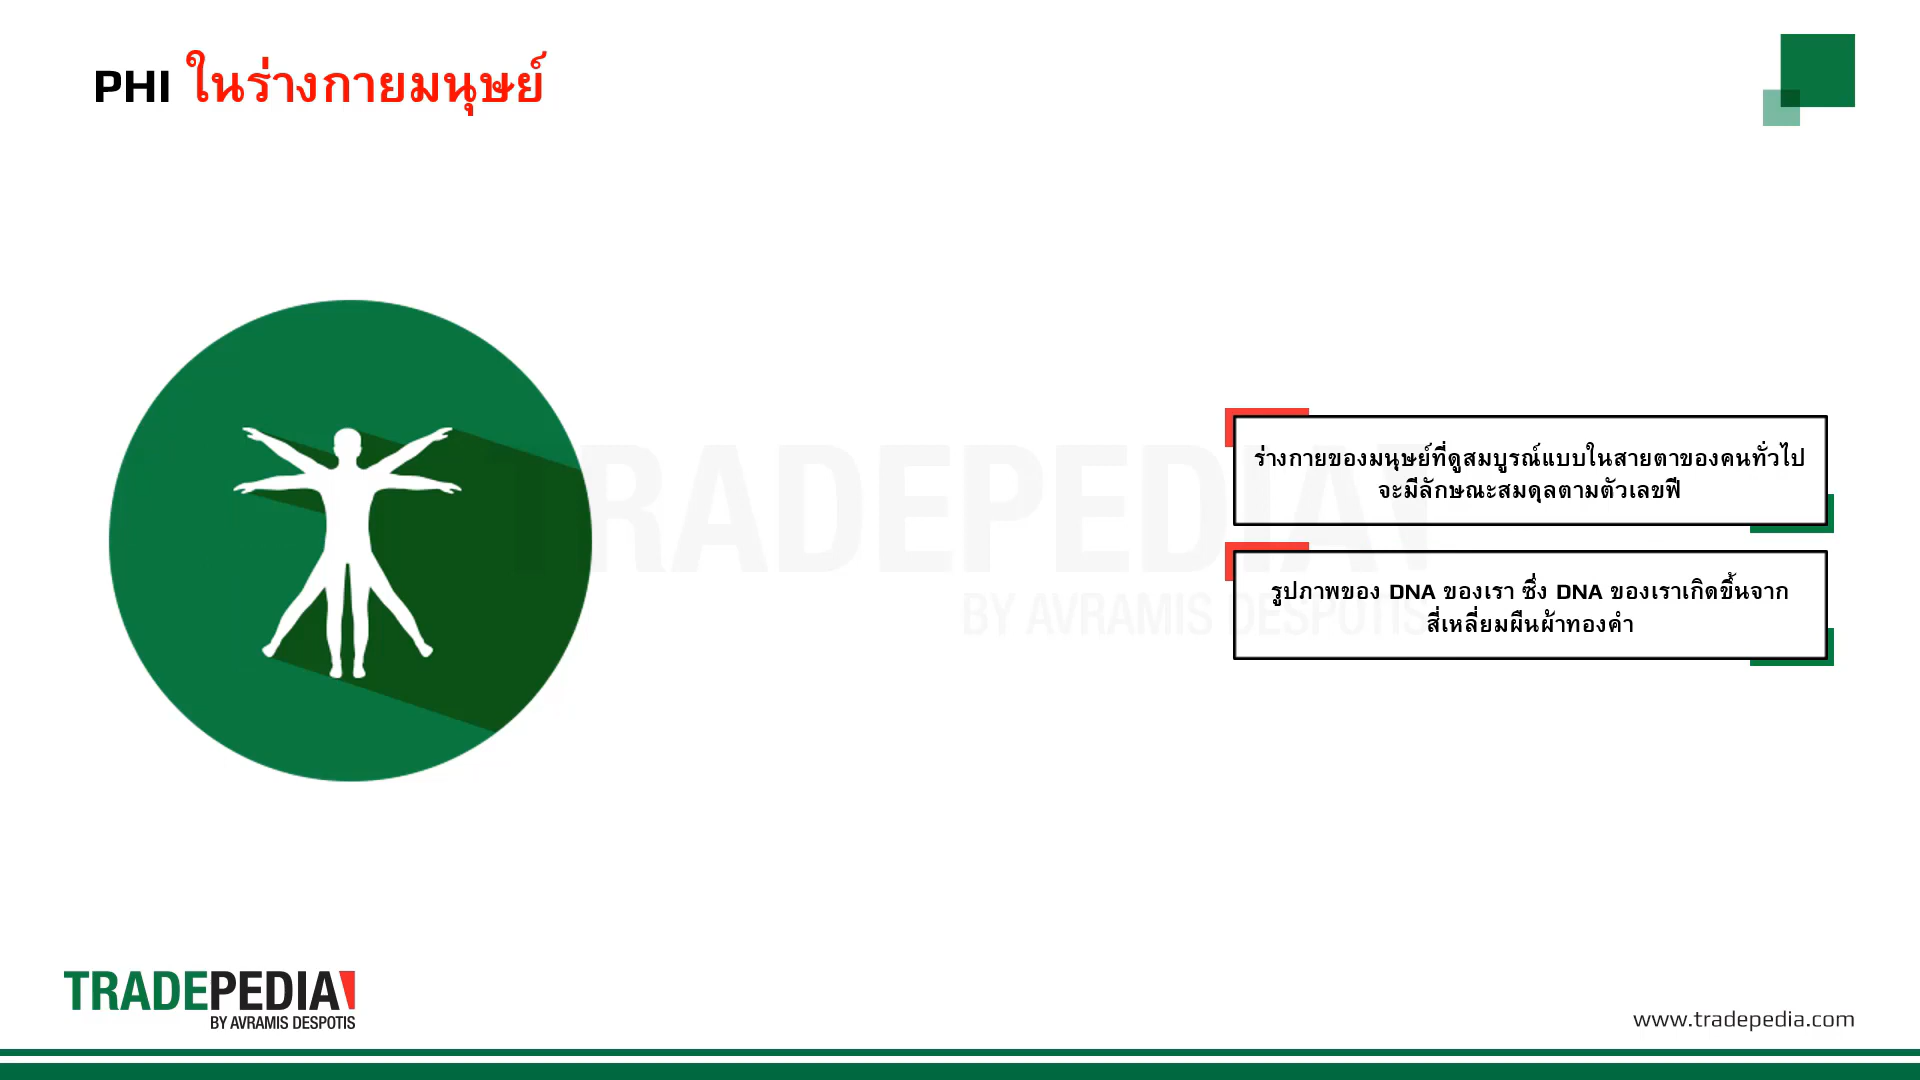 PHI ในร่างกายมนุษย์
TRADEPEDIA
BY AVRAMIS DESPOTIS
ร่างกายของมนุษย์ที่ดูสมบูรณ์แบบในสายตาของคนทั่วไป
จะมีลักษณะสมดุลตามตัวเลขฟี
รูปภาพของ DNA ของเรา ซึ่ง DNA ของเราเกิดขึ้นจาก
สี่เหลี่ยมผืนผ้าทองคำ
TRADEPEDIA
BY AVRAMIS DESPOTIS
www.tradepedia.com